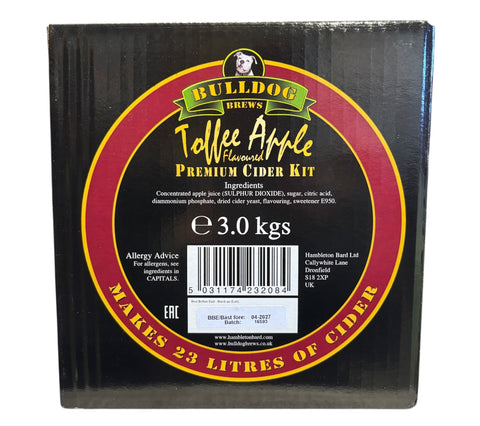 BULLDOG
BREWS
Toffee Apple
Flavoured
PREMIUM CIDER KIT
Ingredients
Concentrated apple juice (SULPHUR DIOXIDE), sugar, citric acid,
diammonium phosphate, dried cider yeast, flavouring, sweetener E950.
℮ 3.0 kgs
Allergy Advice
For allergens, see
ingredients in
CAPITALS.
Hambleton Bard Ltd
Callywhite Lane
Dronfield
S18 2XP
UK
5 031174 232084
EAC
BBE/Best fore: 04-2027
Batch:
www.hambletonbard.com
www.bulldogbrews.co.uk
MAKES 23 LITRES OF CIDER